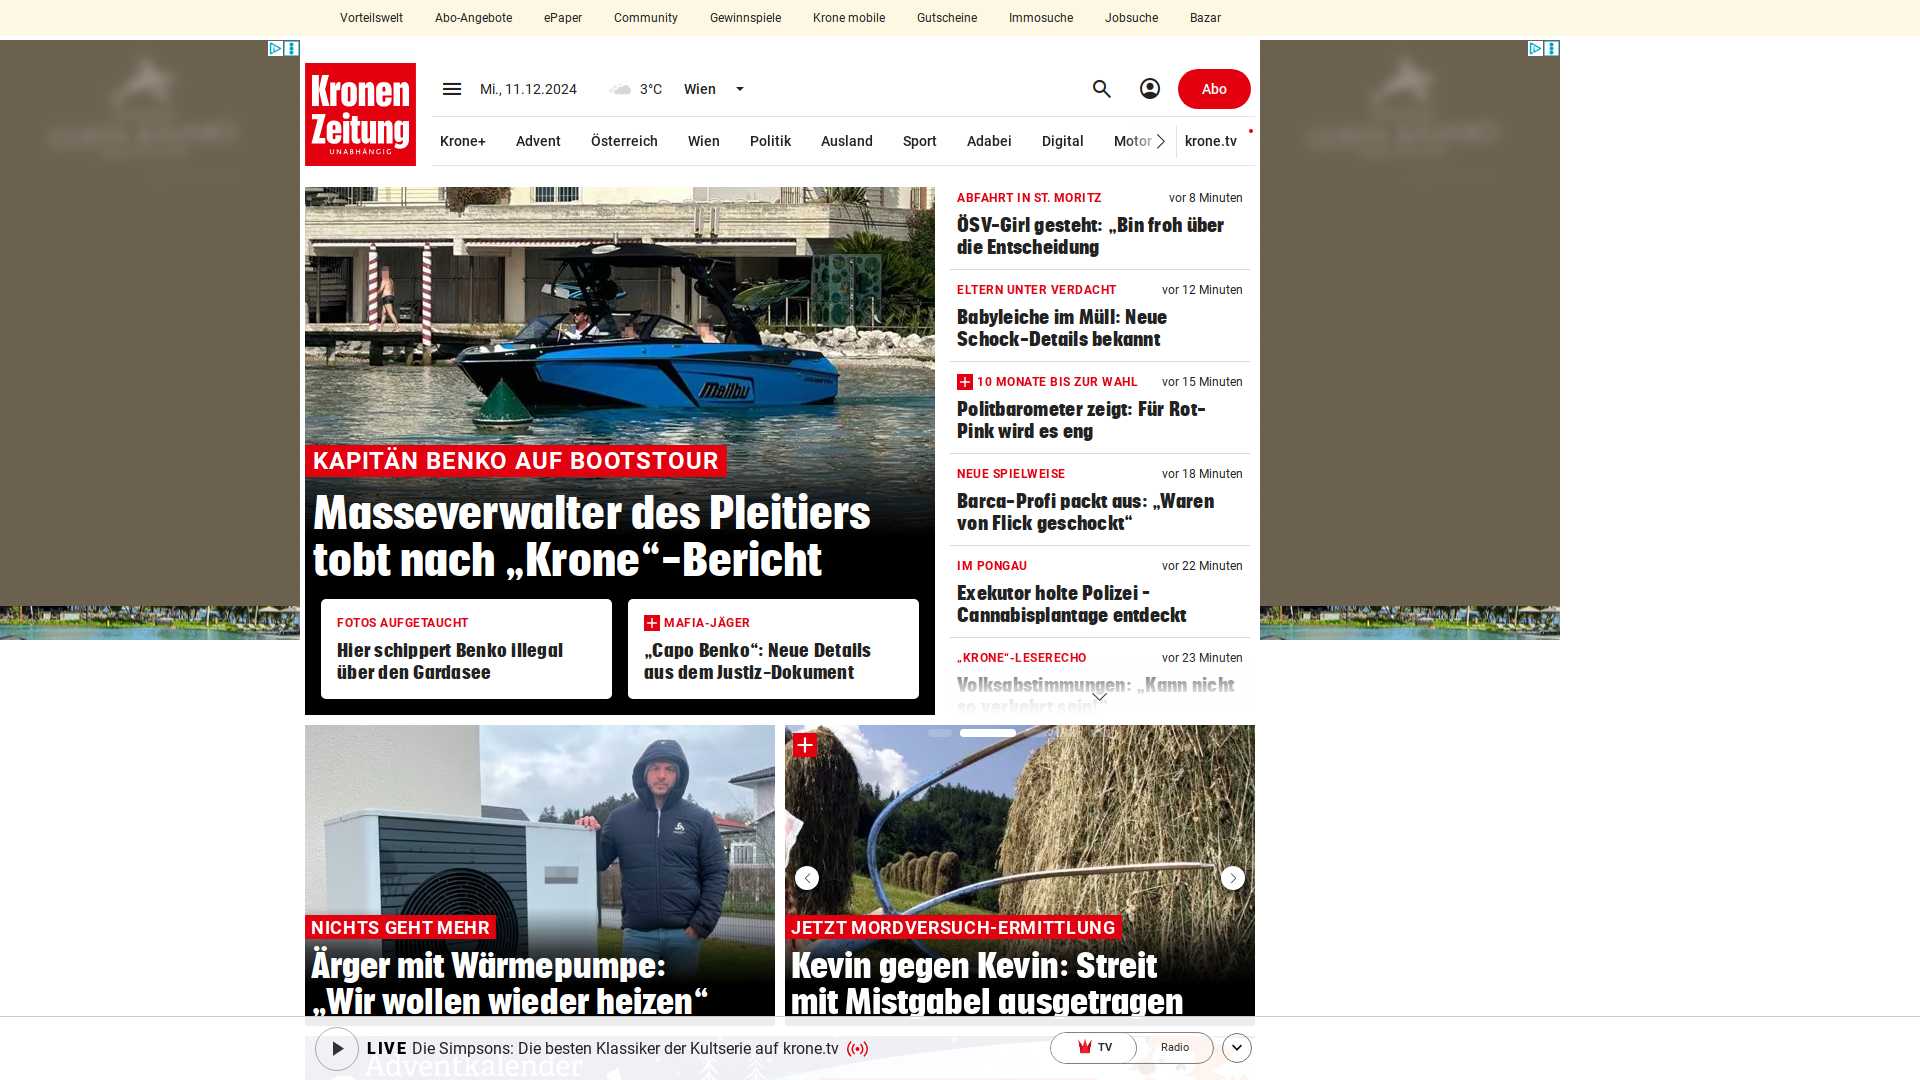 Vorteilswelt Abo-Angebote ePaper Community Gewinnspiele Krone mobile Gutscheine Immosuche Jobsuche Bazar
Kronen
Zeitung
UNABHÄNGIG
Mi., 11.12.2024 3°C Wien Abo
Krone+ Advent Österreich Wien Politik Ausland Sport Adabei Digital Motor krone.tv
Malibu
KAPITÄN BENKO AUF BOOTSTOUR
Masseverwalter des Pleitiers
tobt nach „Krone“-Bericht
FOTOS AUFGETAUCHT
Hier schippert Benko illegal
über den Gardasee
MAFIA-JÄGER
„Capo Benko“: Neue Details
aus dem Justiz-Dokument
ABFAHRT IN ST. MORITZ vor 8 Minuten
ÖSV-Girl gesteht: „Bin froh über
die Entscheidung
ELTERN UNTER VERDACHT vor 12 Minuten
Babyleiche im Müll: Neue
Schock-Details bekannt
10 MONATE BIS ZUR WAHL vor 15 Minuten
Politbarometer zeigt: Für Rot-
Pink wird es eng
NEUE SPIELWEISE vor 18 Minuten
Barca-Profi packt aus: „Waren
von Flick geschockt“
IM PONGAU vor 22 Minuten
Exekutor holte Polizei -
Cannabisplantage entdeckt
„KRONE“-LESERECHO vor 23 Minuten
Volksabstimmungen: „Kann nicht
so verkehrt sein!“
NICHTS GEHT MEHR
Ärger mit Wärmepumpe:
„Wir wollen wieder heizen“
JETZT MORDVERSUCH-ERMITTLUNG
Kevin gegen Kevin: Streit
mit Mistgabel ausgetragen
LIVE Die Simpsons: Die besten Klassiker der Kultserie auf krone.tv TV Radio
Adventkalender